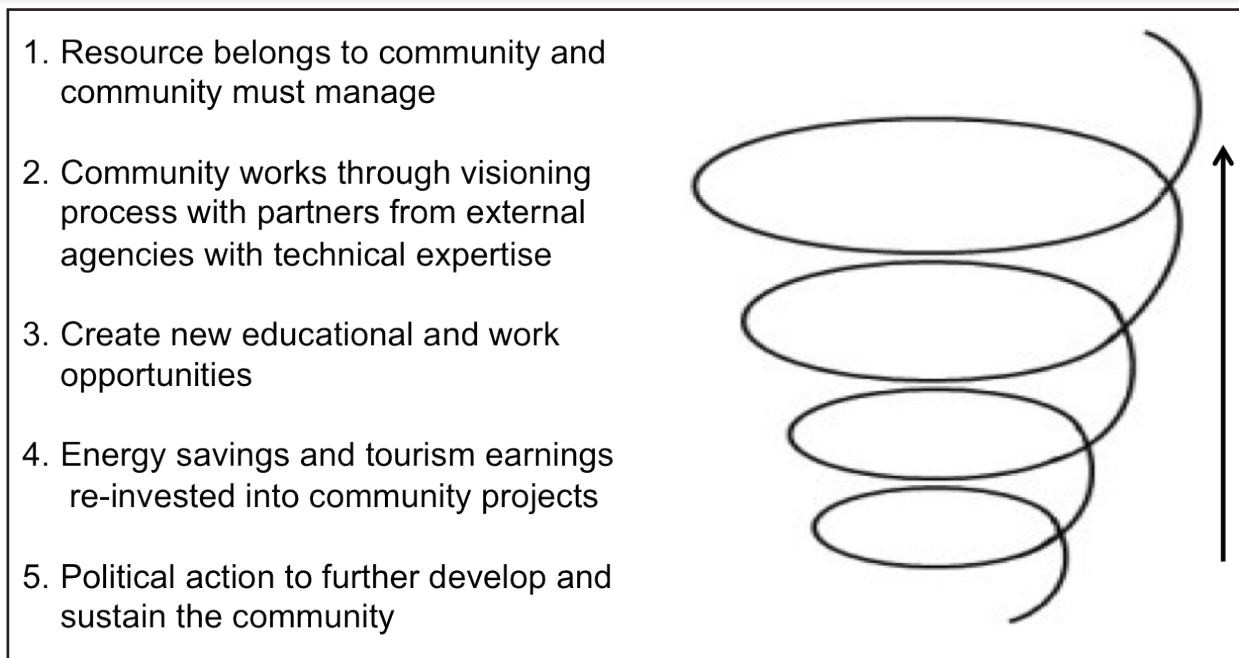 1. Resource belongs to community and
community must manage
2. Community works through visioning
process with partners from external
agencies with technical expertise
3. Create new educational and work
opportunities
4. Energy savings and tourism earnings
re-invested into community projects
5. Political action to further develop and
sustain the community